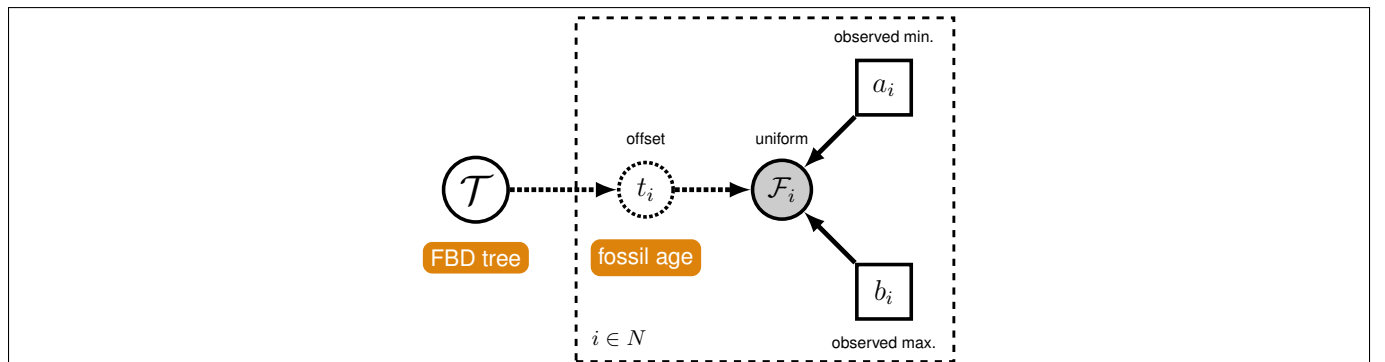 observed min.
a_i
offset
uniform
𝒯
t_i
ℱ_i
FBD tree
fossil age
b_i
i ∈ N
observed max.